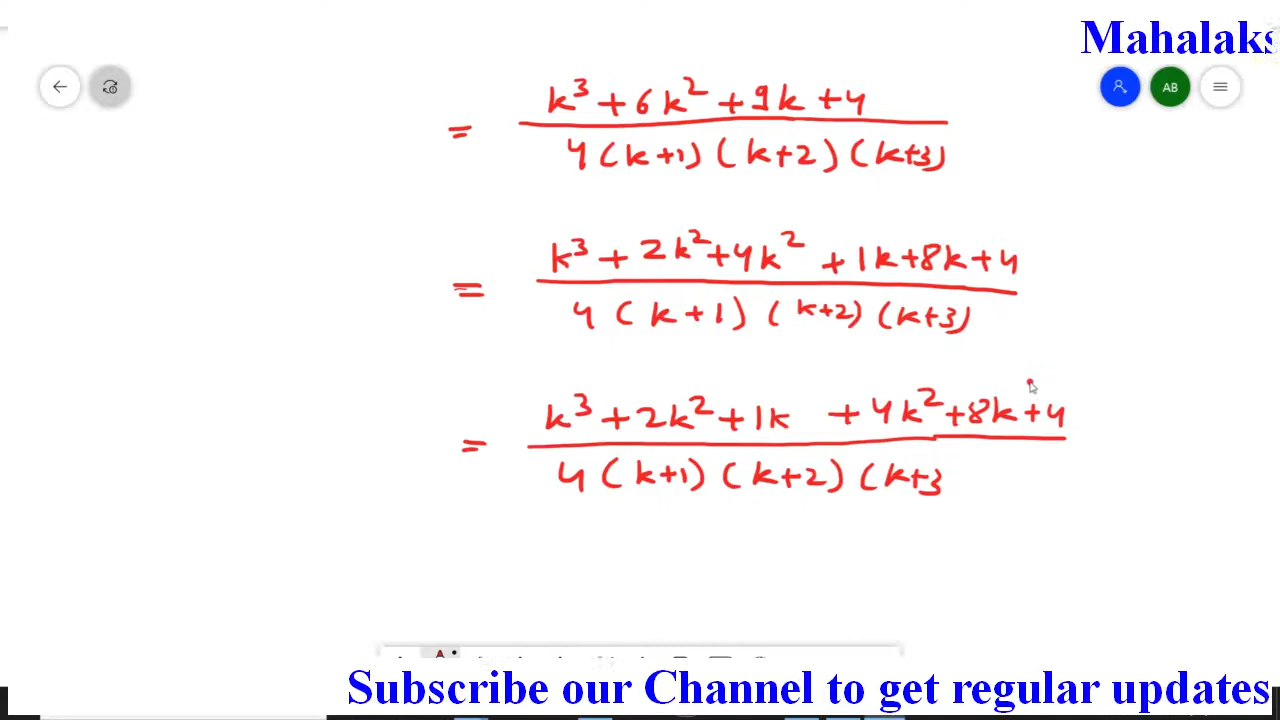 Mahalaks
AB
k³ + 6k² + 9k + 4
=
4(k+1)(k+2)(k+3)
k³ + 2k² + 4k² + 1k + 8k + 4
=
4(k+1)(k+2)(k+3)
k³ + 2k² + 1k + 4k² + 8k + 4
=
4(k+1)(k+2)(k+3
Subscribe our Channel to get regular updates